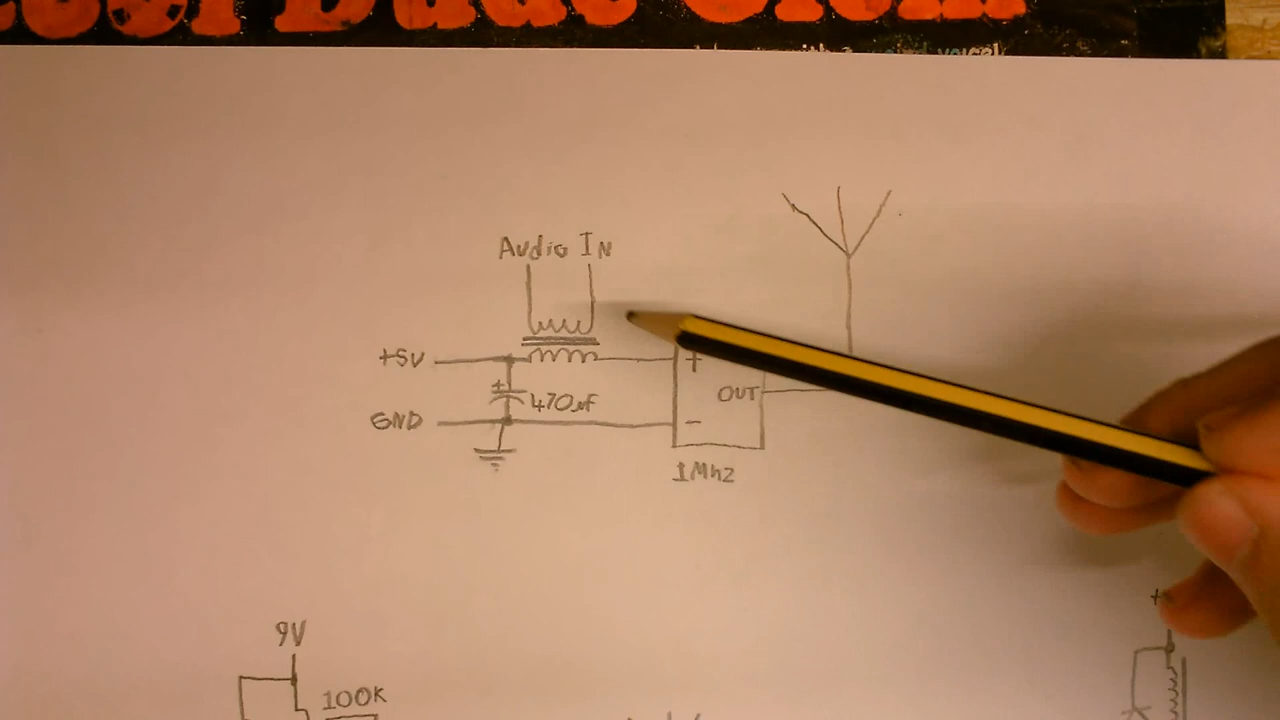 Audio IN
+5V
+
470uf
OUT
GND
-
1Mhz
9V
100K
+